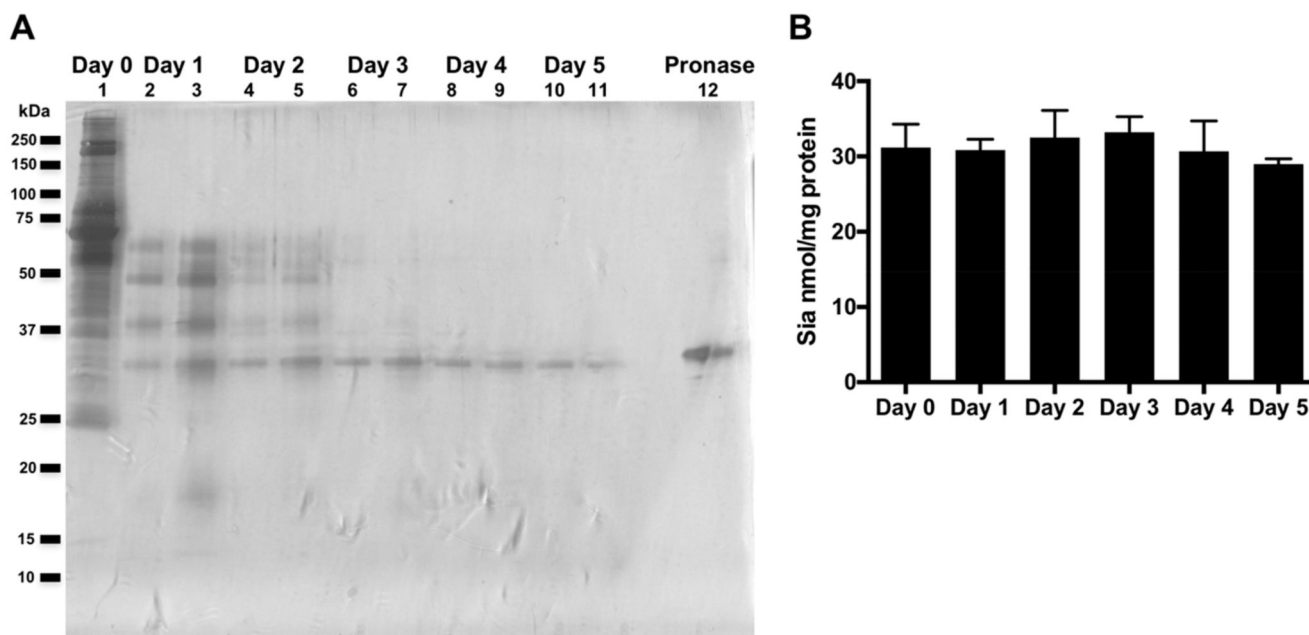 A
Day 0 Day 1 Day 2 Day 3 Day 4 Day 5 Pronase
1 2 3 4 5 6 7 8 9 10 11 12
kDa
250
150
100
75
50
37
25
20
15
10
B
Sia nmol/mg protein
40
30
20
10
0
Day 0 Day 1 Day 2 Day 3 Day 4 Day 5